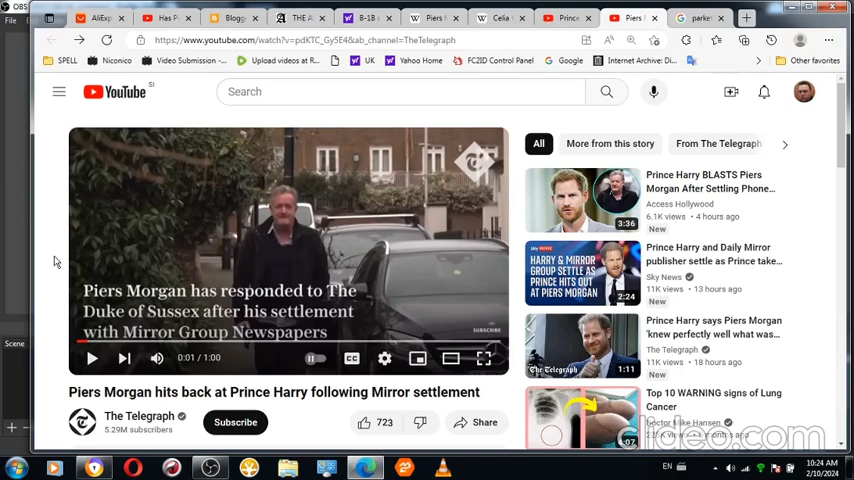 OBS
File
AliExp
Has P
Blogge
THE A
B-1B
Piers
Celia
Prince
Piers
parke
https://www.youtube.com/watch?v=pdKTC_Gy5E4&ab_channel=TheTelegraph
SPELL
Niconico
Video Submission -
Upload videos at R...
UK
Yahoo Home
FC2ID Control Panel
Google
Internet Archive: Di...
Other favorites
YouTube SI
Search
Piers Morgan has responded to The
Duke of Sussex after his settlement
with Mirror Group Newspapers
SUBSCRIBE
0:01 / 1:00
Piers Morgan hits back at Prince Harry following Mirror settlement
The Telegraph
5.29M subscribers
Subscribe
723
Share
All
More from this story
From The Telegraph
Prince Harry BLASTS Piers
Morgan After Settling Phone...
Access Hollywood
6.1K views • 4 hours ago
New
3:36
HARRY & MIRROR
GROUP SETTLE AS
PRINCE HITS OUT
AT PIERS MORGAN
2:24
Prince Harry and Daily Mirror
publisher settle as Prince take...
Sky News
11K views • 13 hours ago
New
The Telegraph
1:11
Prince Harry says Piers Morgan
'knew perfectly well what was...
The Telegraph
11K views • 18 hours ago
New
Top 10 WARNING signs of Lung
Cancer
Doctor Mike Hansen
clideo.com
Scene
EN
10:24 AM
2/10/2024